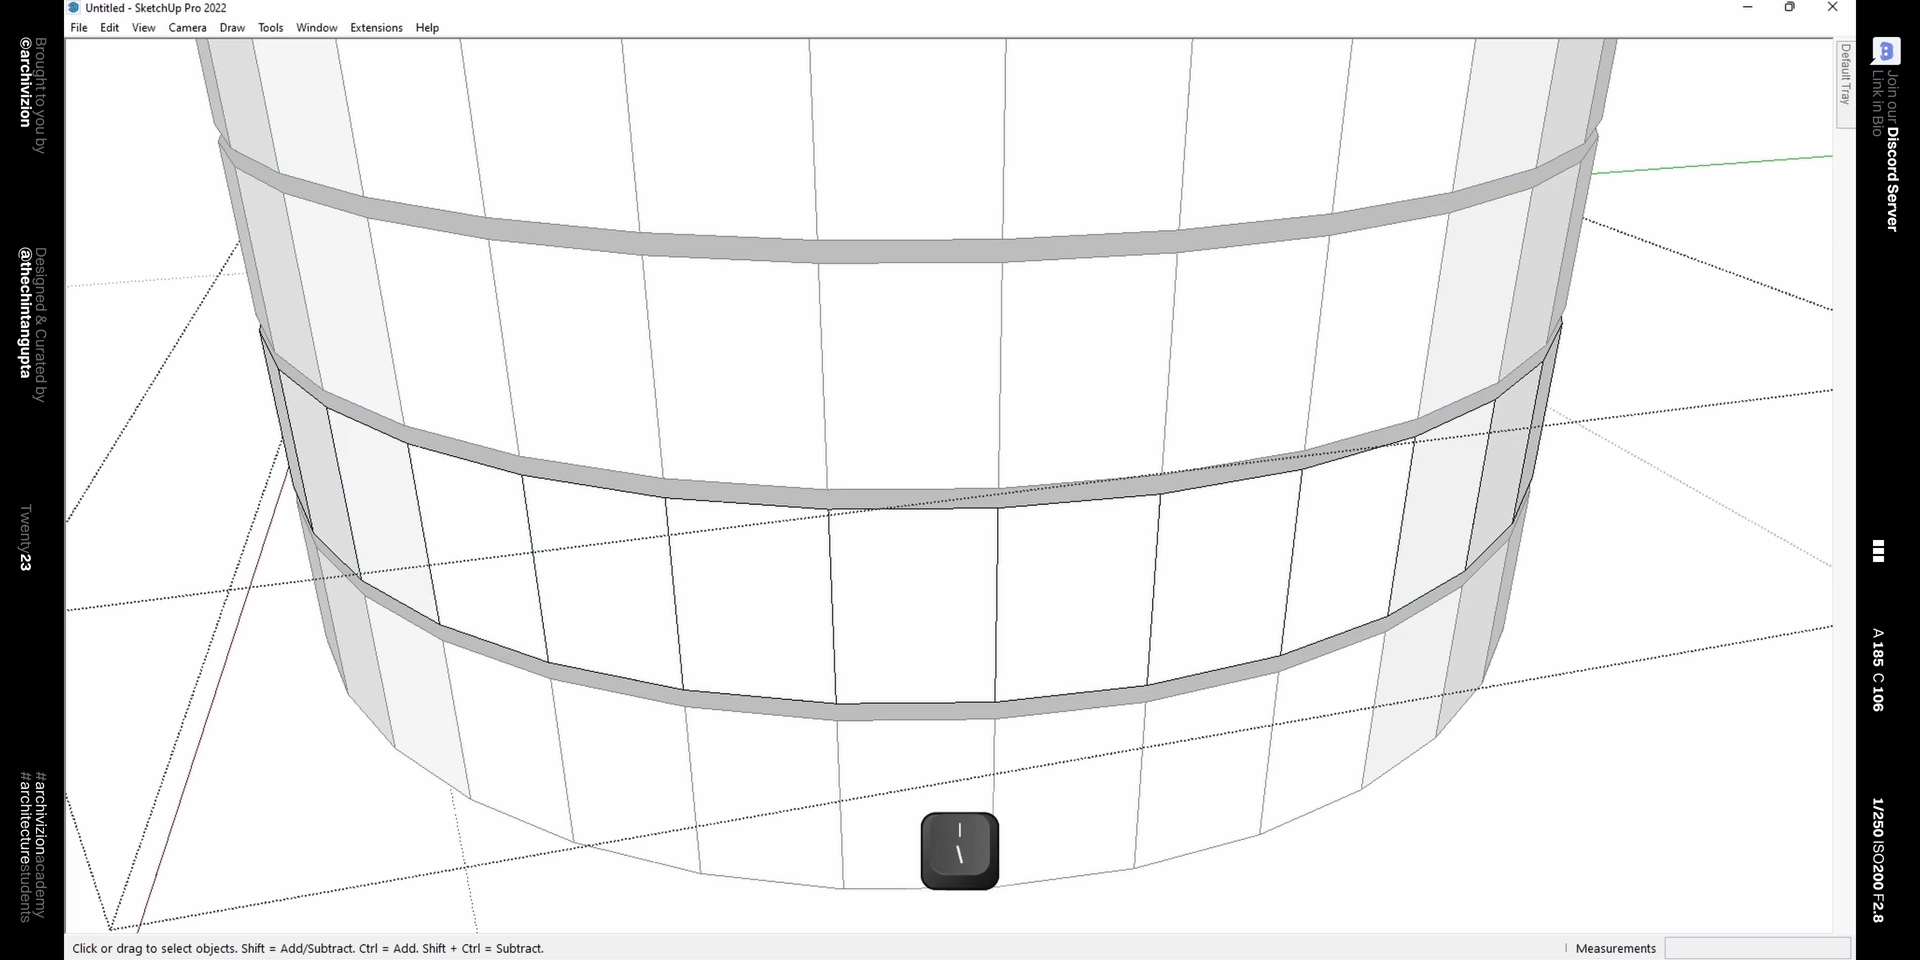 Untitled - SketchUp Pro 2022
File Edit View Camera Draw Tools Window Extensions Help
Default Tray
Brought to you by
@archivizion
Designed & Curated by
@thechintangupta
Twenty23
#archivizionacademy
#architecturestudents
Join our Discord Server
Link in Bio
A 185 C 106
1/250 ISO200 F2.8
| \
Click or drag to select objects. Shift = Add/Subtract. Ctrl = Add. Shift + Ctrl = Subtract.
Measurements